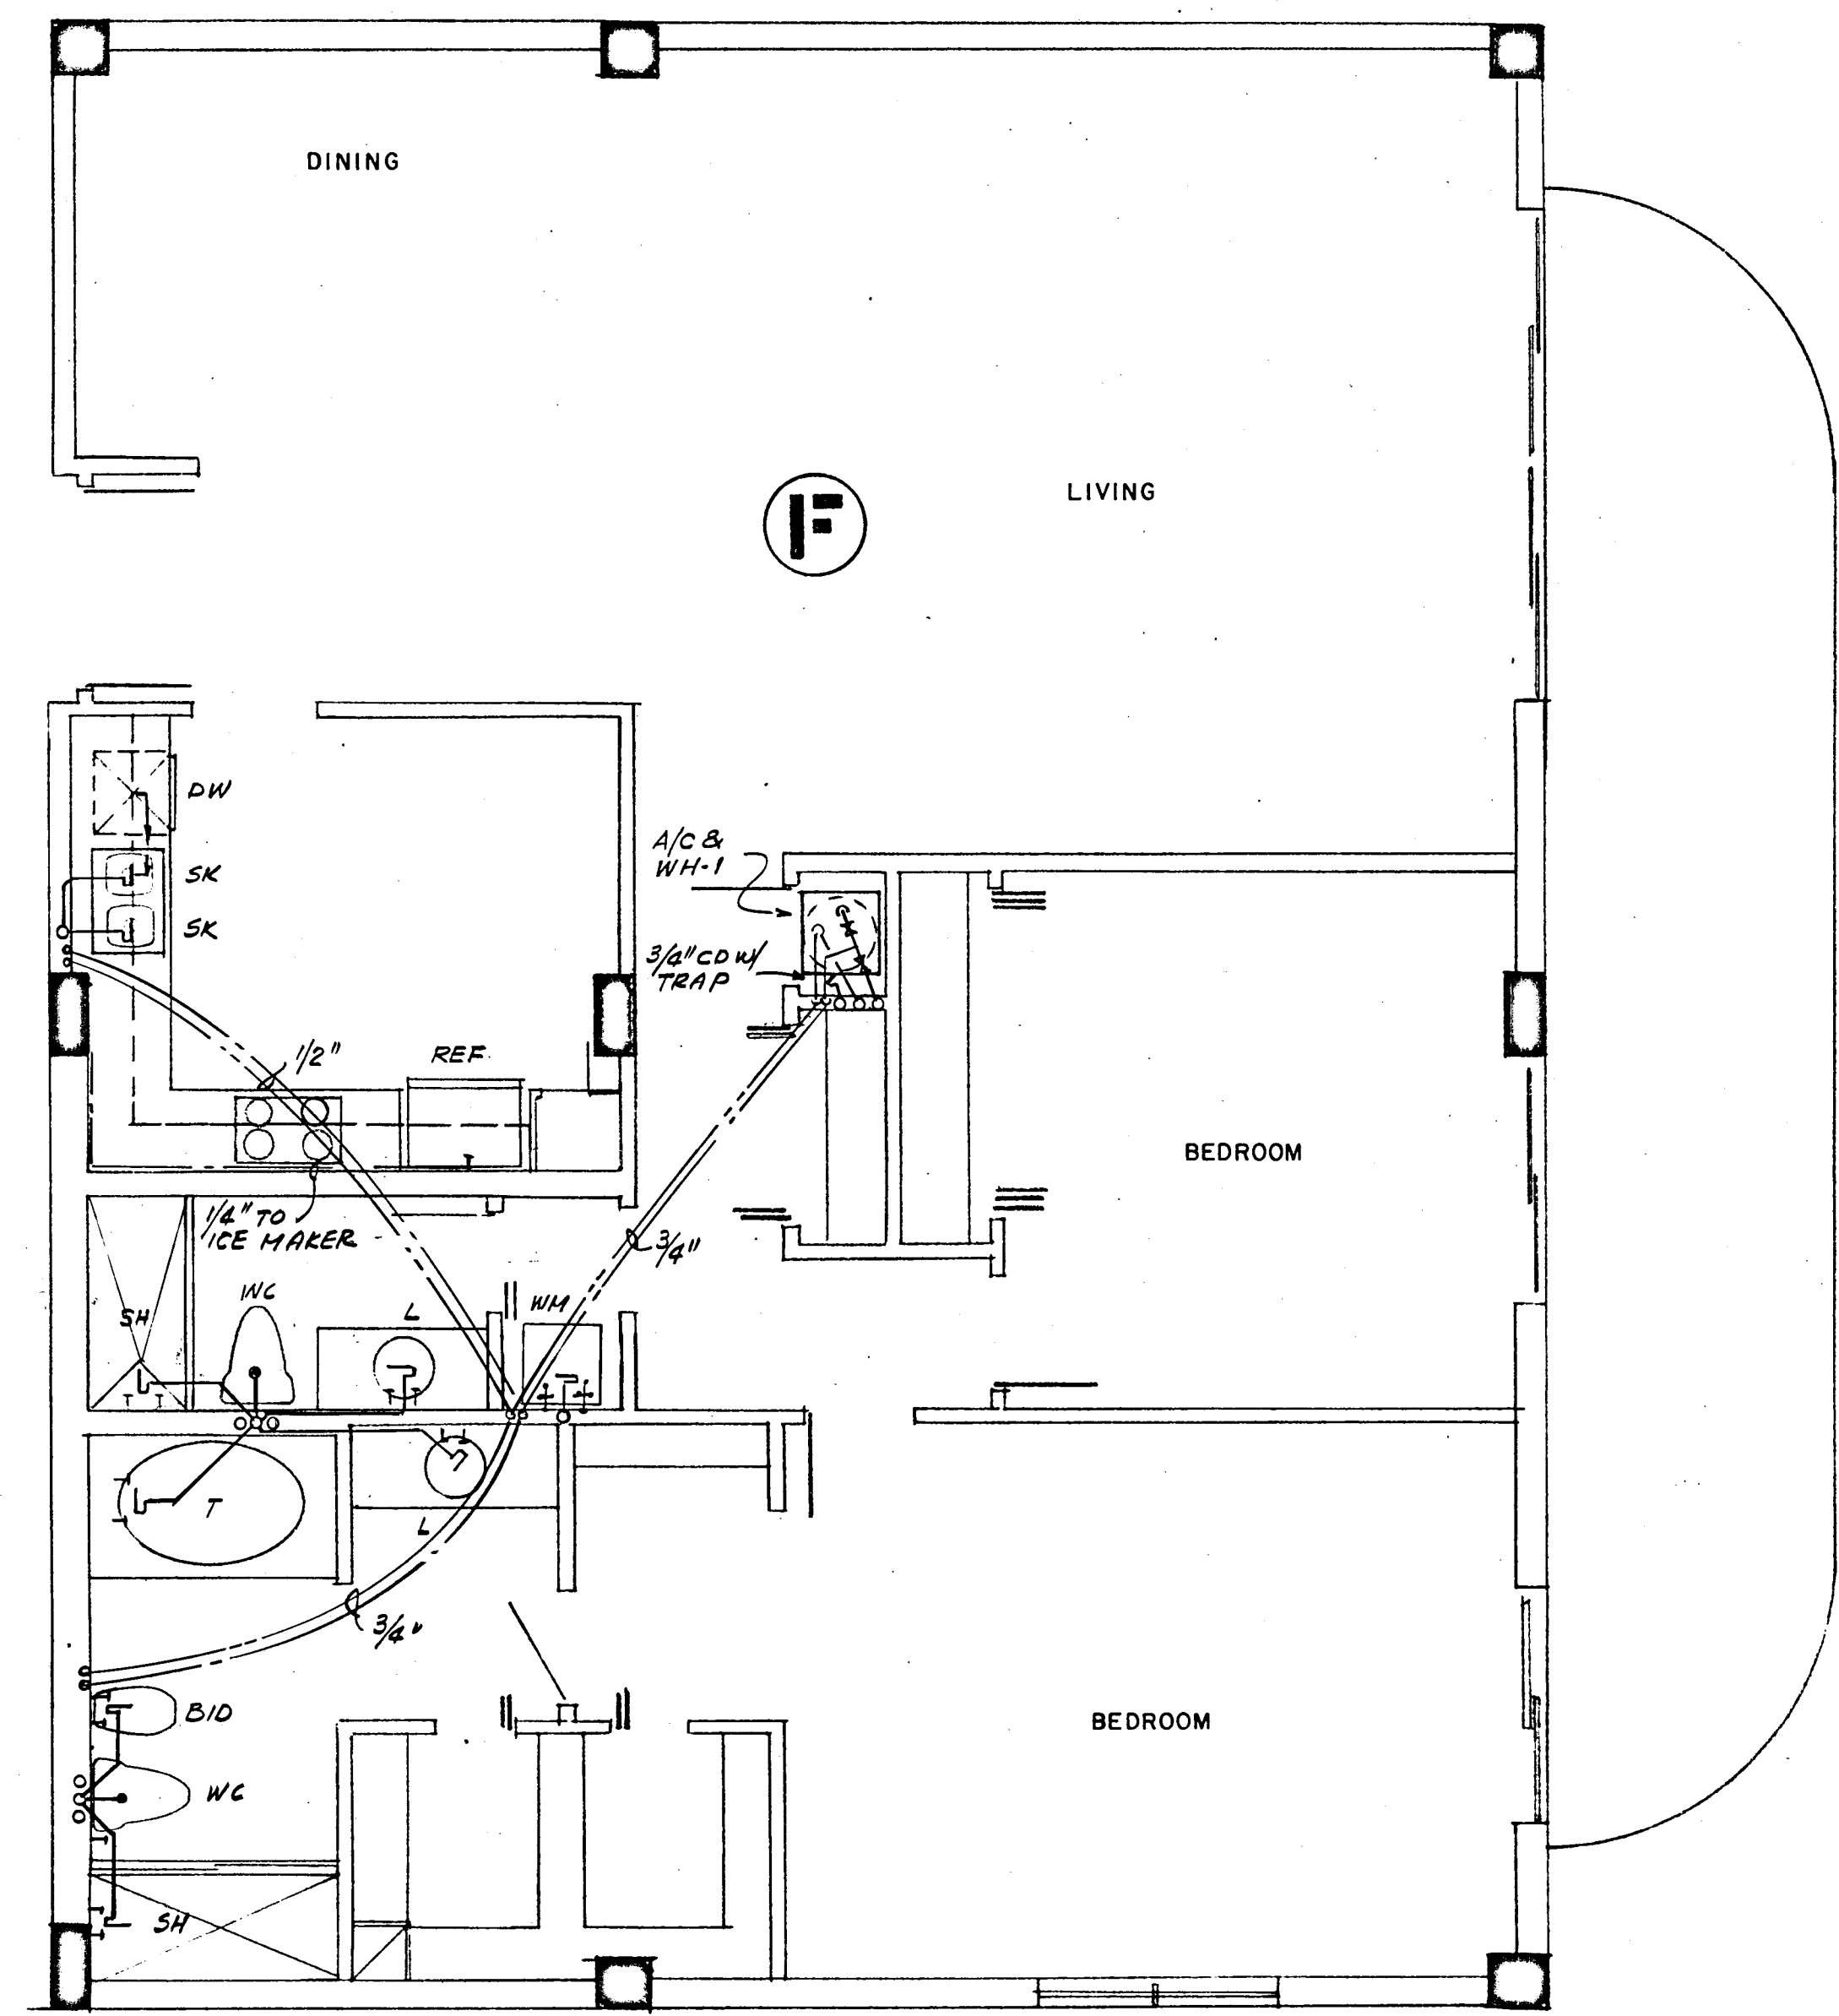 DINING
LIVING
F
DW
SK
SK
A/C &
WH-1
3/4" CD W/
TRAP
1/2"
REF.
BEDROOM
1/4" TO
ICE MAKER
3/4"
WC
SH
L
WM
T
L
3/4"
BID
BEDROOM
WC
SH